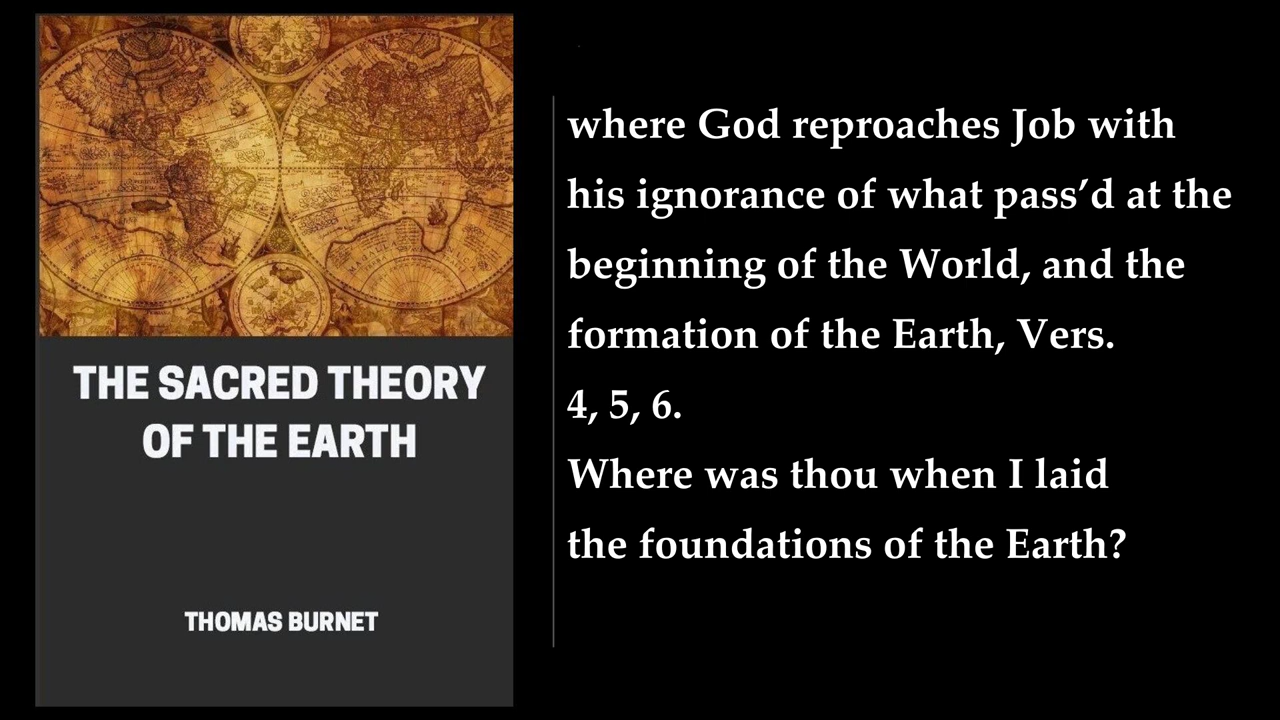 THE SACRED THEORY
OF THE EARTH
THOMAS BURNET
where God reproaches Job with
his ignorance of what pass’d at the
beginning of the World, and the
formation of the Earth, Vers.
4, 5, 6.
Where was thou when I laid
the foundations of the Earth?